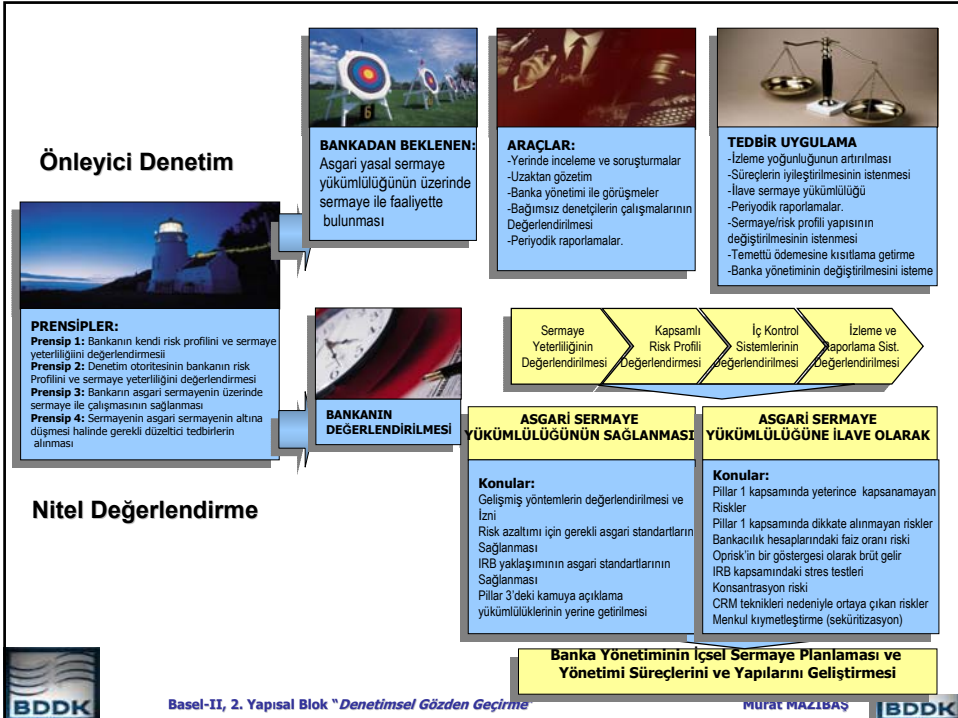 Önleyici Denetim
6
BANKADAN BEKLENEN:
Asgari yasal sermaye
yükümlülüğünün üzerinde
sermaye ile faaliyette
bulunması
ARAÇLAR:
-Yerinde inceleme ve soruşturmalar
-Uzaktan gözetim
-Banka yönetimi ile görüşmeler
-Bağımsız denetçilerin çalışmalarının
Değerlendirilmesi
-Periyodik raporlamalar.
TEDBİR UYGULAMA
-İzleme yoğunluğunun artırılması
-Süreçlerin iyileştirilmesinin istenmesi
-İlave sermaye yükümlülüğü
-Periyodik raporlamalar.
-Sermaye/risk profili yapısının
değiştirilmesinin istenmesi
-Temettü ödemesine kısıtlama getirme
-Banka yönetiminin değiştirilmesini isteme
PRENSİPLER:
Prensip 1: Bankanın kendi risk profilini ve sermaye
yeterliliğiini değerlendirmesii
Prensip 2: Denetim otoritesinin bankanın risk
Profilini ve sermaye yeterliliğini değerlendirmesi
Prensip 3: Bankanın asgari sermayenin üzerinde
sermaye ile çalışmasının sağlanması
Prensip 4: Sermayenin asgari sermayenin altına
düşmesi halinde gerekli düzeltici tedbirlerin
alınması
BANKANIN
DEĞERLENDİRİLMESİ
Sermaye
Yeterliliğinin
Değerlendirilmesi
Kapsamlı
Risk Profili
Değerlendirmesi
İç Kontrol
Sistemlerinin
Değerlendirilmesi
İzleme ve
Raporlama Sist.
Değerlendirilmesi
Nitel Değerlendirme
ASGARİ SERMAYE
YÜKÜMLÜLÜĞÜNÜN SAĞLANMASI
Konular:
Gelişmiş yöntemlerin değerlendirilmesi ve
İzni
Risk azaltımı için gerekli asgari standartların
Sağlanması
IRB yaklaşımının asgari standartlarının
Sağlanması
Pillar 3'deki kamuya açıklama
yükümlülüklerinin yerine getirilmesi
ASGARİ SERMAYE
YÜKÜMLÜLÜĞÜNE İLAVE OLARAK
Konular:
Pillar 1 kapsamında yeterince kapsanamayan
Riskler
Pillar 1 kapsamında dikkate alınmayan riskler
Bankacılık hesaplarındaki faiz oranı riski
Oprisk'in bir göstergesi olarak brüt gelir
IRB kapsamındaki stres testleri
Konsantrasyon riski
CRM teknikleri nedeniyle ortaya çıkan riskler
Menkul kıymetleştirme (seküritizasyon)
Banka Yönetiminin İçsel Sermaye Planlaması ve
Yönetimi Süreçlerini ve Yapılarını Geliştirmesi
BDDK
Basel-II, 2. Yapısal Blok "Denetimsel Gözden Geçirme"
Murat MAZIBAŞ
BDDK